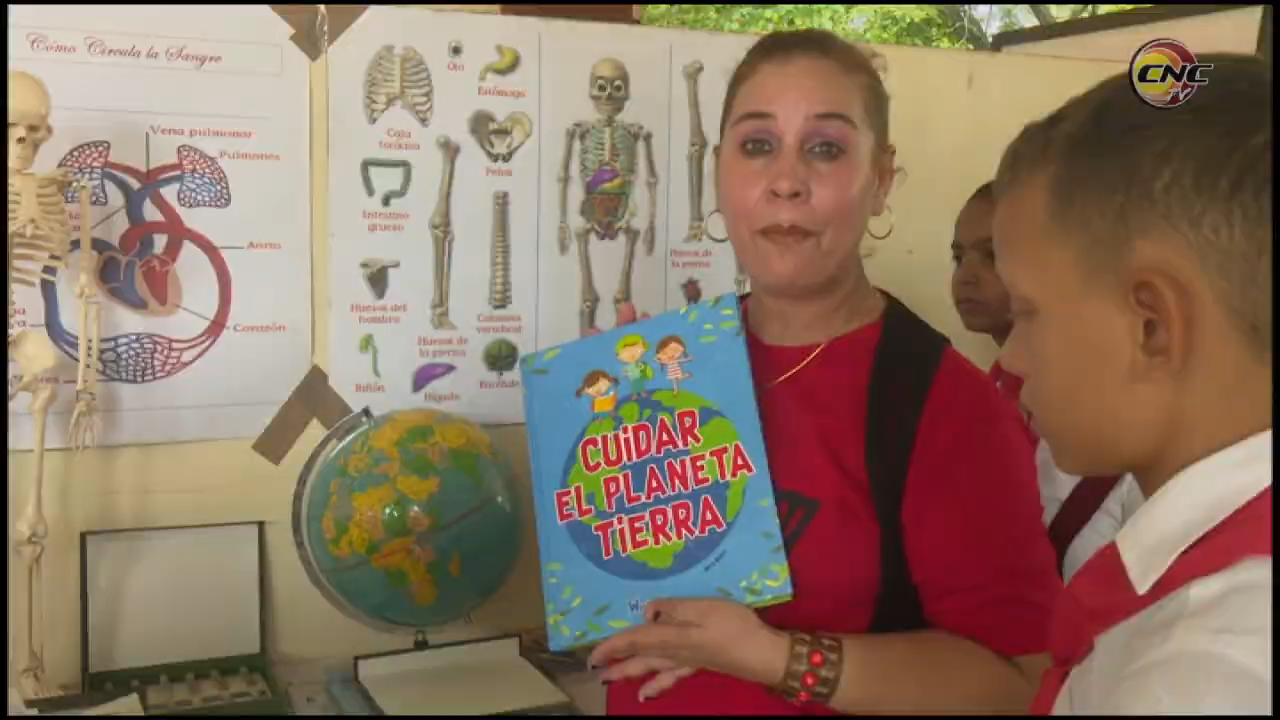 Cómo Circula la Sangre
Vena pulmonar
Pulmones
Aorta
Corazón
Ojo
Estómago
Caja
torácica
Pelvis
Intestino
grueso
Huesos del
hombro
Columna
vertebral
Huesos de
la pierna
Riñón
Hígado
Huesos de
la pierna
CUiDAR
EL PLANETA
TiERRA
CNC
TV